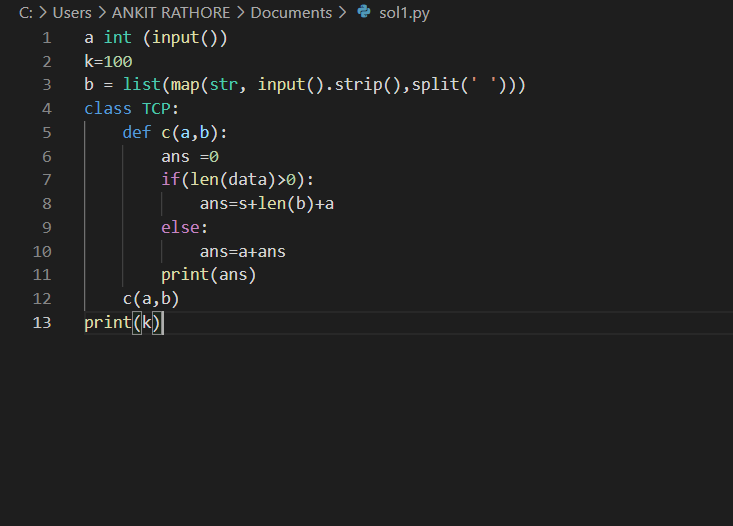 C: > Users > ANKIT RATHORE > Documents > sol1.py
1 a int (input())
2 k=100
3 b = list(map(str, input().strip(),split(' ')))
4 class TCP:
5 def c(a,b):
6 ans =0
7 if(len(data)>0):
8 ans=s+len(b)+a
9 else:
10 ans=a+ans
11 print(ans)
12 c(a,b)
13 print(k)